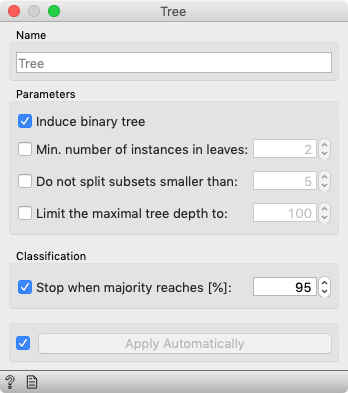 Tree
Name
Tree
Parameters
Induce binary tree
Min. number of instances in leaves: 2
Do not split subsets smaller than: 5
Limit the maximal tree depth to: 100
Classification
Stop when majority reaches [%]: 95
Apply Automatically
?